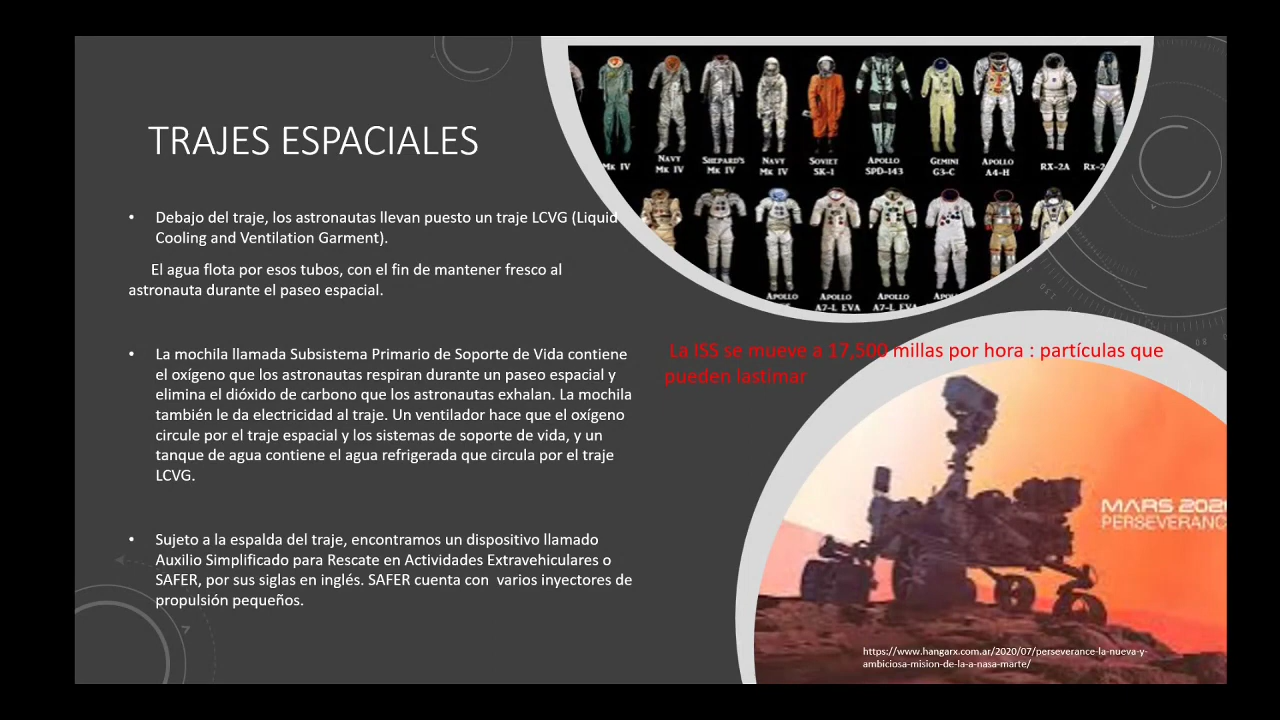 TRAJES ESPACIALES
• Debajo del traje, los astronautas llevan puesto un traje LCVG (Liquid
Cooling and Ventilation Garment).
El agua flota por esos tubos, con el fin de mantener fresco al
astronauta durante el paseo espacial.
• La mochila llamada Subsistema Primario de Soporte de Vida contiene
el oxígeno que los astronautas respiran durante un paseo espacial y
elimina el dióxido de carbono que los astronautas exhalan. La mochila
también le da electricidad al traje. Un ventilador hace que el oxígeno
circule por el traje espacial y los sistemas de soporte de vida, y un
tanque de agua contiene el agua refrigerada que circula por el traje
LCVG.
• Sujeto a la espalda del traje, encontramos un dispositivo llamado
Auxilio Simplificado para Rescate en Actividades Extravehiculares o
SAFER, por sus siglas en inglés. SAFER cuenta con varios inyectores de
propulsión pequeños.
Mk IV
Navy
Mk IV
Shepard's
Mk IV
Navy
Mk IV
Soviet
SK-1
Apollo
SPD-143
Gemini
G3-C
Apollo
A4-H
RX-2A
Rx-2
Apollo
Apollo
A7-L EVA
Apollo
A7-L EVA
La ISS se mueve a 17,500 millas por hora : partículas que
pueden lastimar
MARS 202
PERSEVERANC
https://www.hangarx.com.ar/2020/07/perseverance-la-nueva-y-
ambiciosa-mision-de-la-a-nasa-marte/